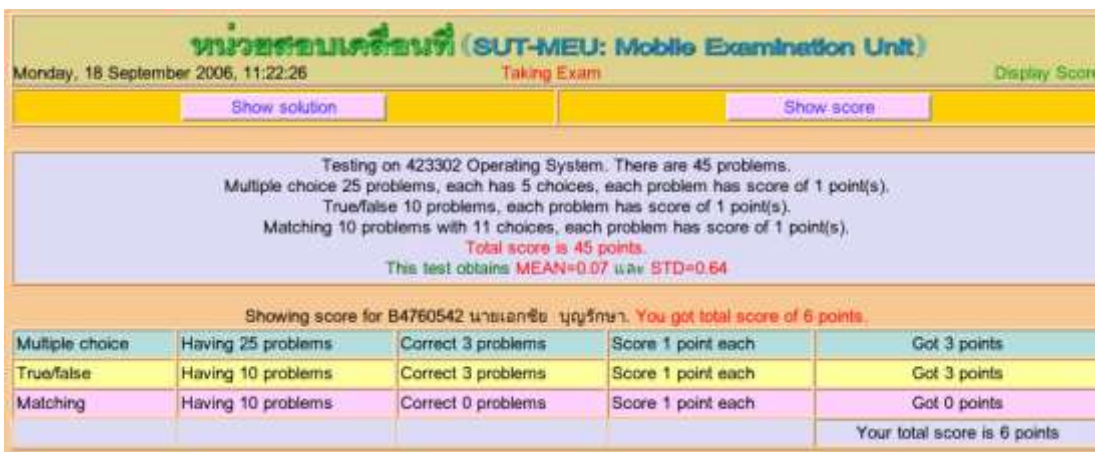 หน่วยสอบเคลื่อนที่ (SUT-MEU: Mobile Examination Unit)
Monday, 18 September 2006, 11:22:26 Taking Exam Display Score
Show solution Show score
Testing on 423302 Operating System. There are 45 problems.
Multiple choice 25 problems, each has 5 choices, each problem has score of 1 point(s).
True/false 10 problems, each problem has score of 1 point(s).
Matching 10 problems with 11 choices, each problem has score of 1 point(s).
Total score is 45 points.
This test obtains MEAN=0.07 และ STD=0.64
Showing score for B4760542 นายเอกชัย บุญรักษา. You got total score of 6 points.
Multiple choice Having 25 problems Correct 3 problems Score 1 point each Got 3 points
True/false Having 10 problems Correct 3 problems Score 1 point each Got 3 points
Matching Having 10 problems Correct 0 problems Score 1 point each Got 0 points
Your total score is 6 points